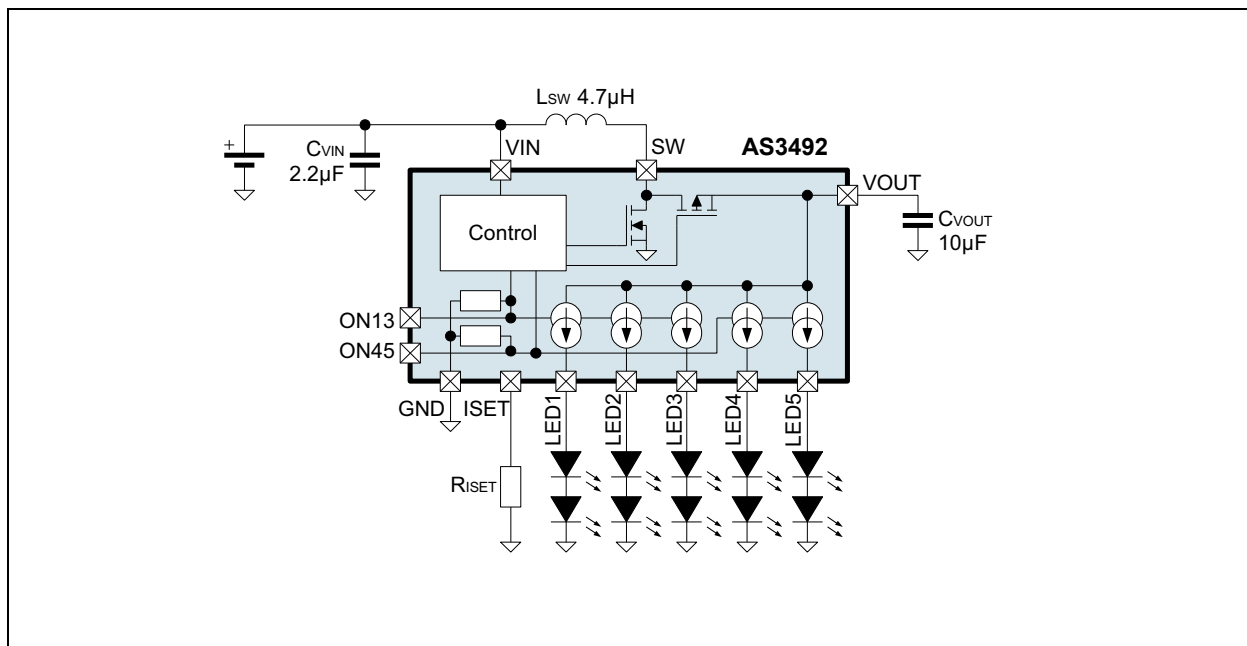 LSW 4.7µH
+
CVIN
2.2µF
VIN
SW
AS3492
VOUT
CVOUT
10µF
Control
ON13
ON45
GND
ISET
LED1
LED2
LED3
LED4
LED5
RISET